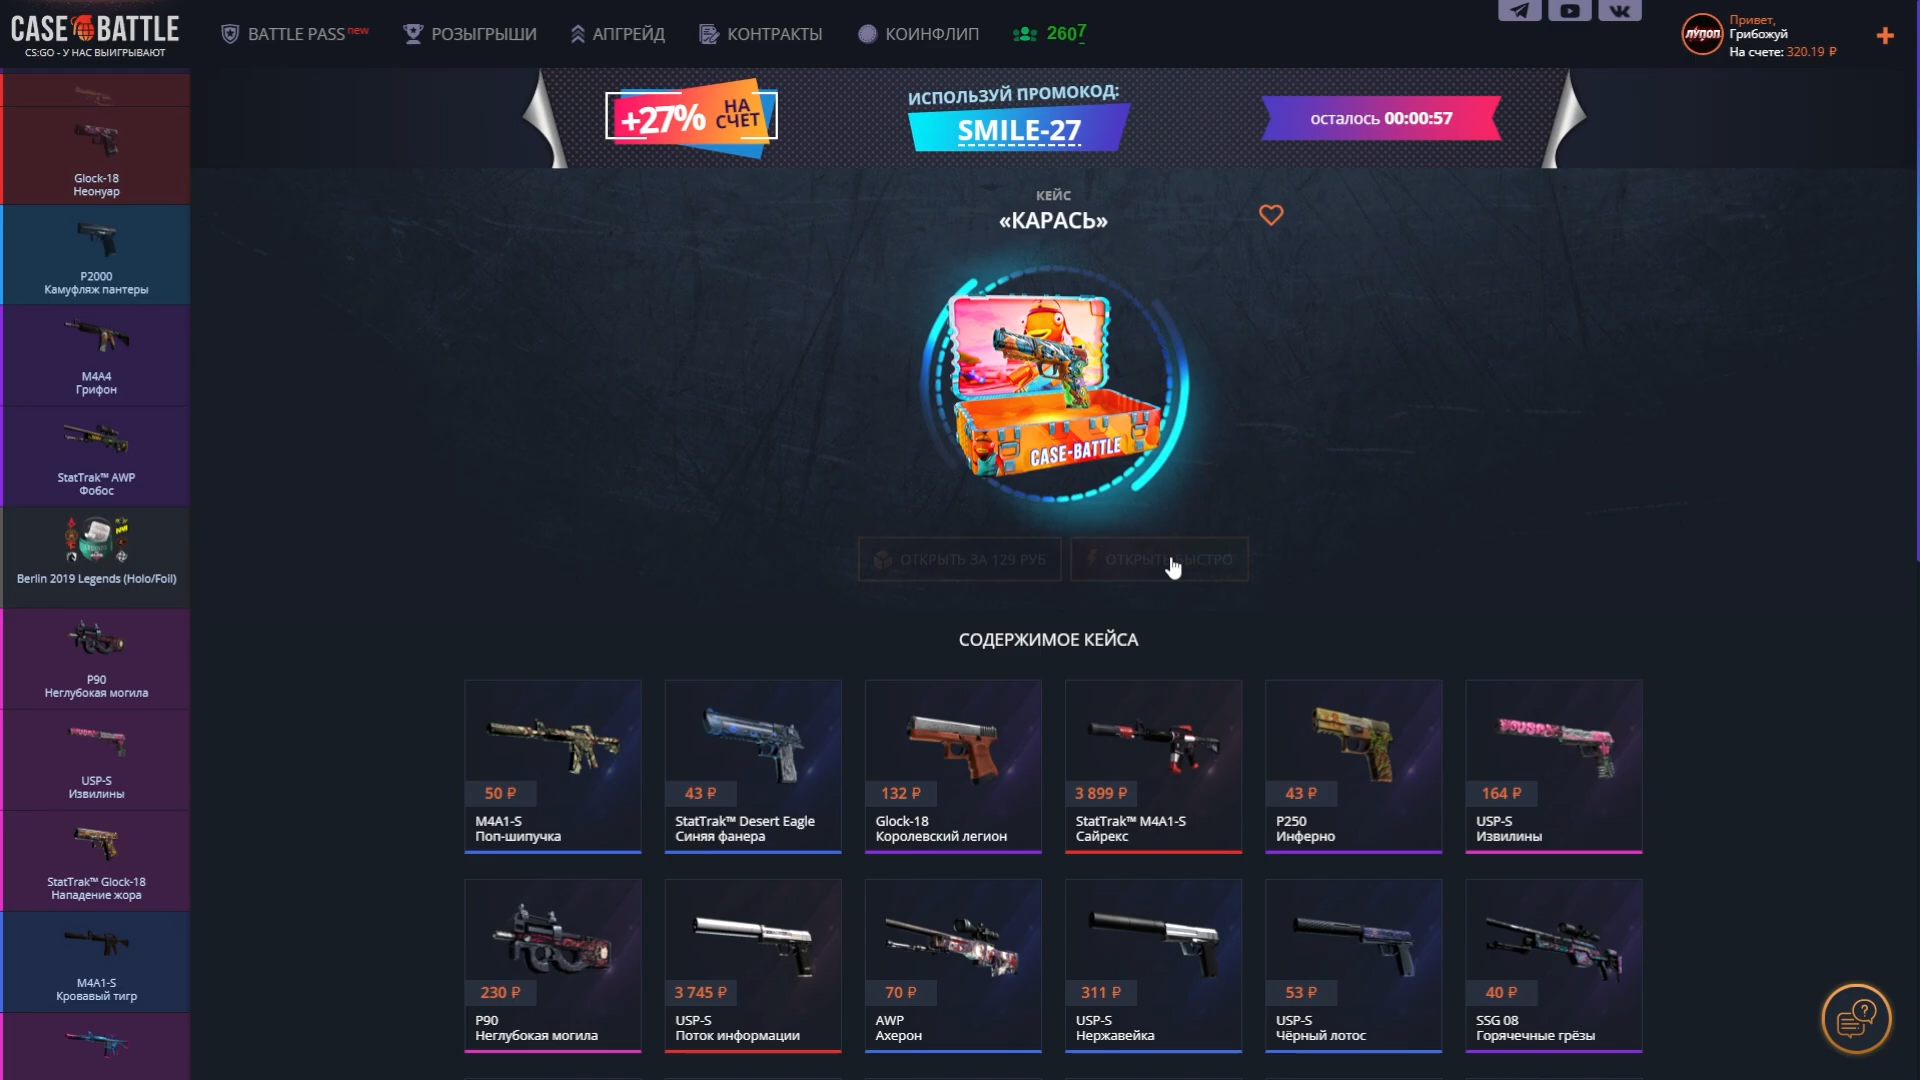 CASE BATTLE
CS:GO - У НАС ВЫИГРЫВАЮТ
BATTLE PASS new
РОЗЫГРЫШИ
АПГРЕЙД
КОНТРАКТЫ
КОИНФЛИП
2607
ЛУПОП
Привет,
Грибожуй
На счете: 320.19 ₽
+27% НА СЧЕТ
ИСПОЛЬЗУЙ ПРОМОКОД:
SMILE-27
осталось 00:00:57
Glock-18
Неонуар
P2000
Камуфляж пантеры
M4A4
Грифон
StatTrak™ AWP
Фобос
Berlin 2019 Legends (Holo/Foil)
P90
Неглубокая могила
USP-S
Извилины
StatTrak™ Glock-18
Нападение жора
M4A1-S
Кровавый тигр
КЕЙС
«КАРАСЬ»
CASE-BATTLE
ОТКРЫТЬ ЗА 129 РУБ
ОТКРЫТЬ БЫСТРО
СОДЕРЖИМОЕ КЕЙСА
50 ₽
M4A1-S
Поп-шипучка
43 ₽
StatTrak™ Desert Eagle
Синяя фанера
132 ₽
Glock-18
Королевский легион
3 899 ₽
StatTrak™ M4A1-S
Сайрекс
43 ₽
P250
Инферно
164 ₽
USP-S
Извилины
230 ₽
P90
Неглубокая могила
3 745 ₽
USP-S
Поток информации
70 ₽
AWP
Ахерон
311 ₽
USP-S
Нержавейка
53 ₽
USP-S
Чёрный лотос
40 ₽
SSG 08
Горячечные грёзы